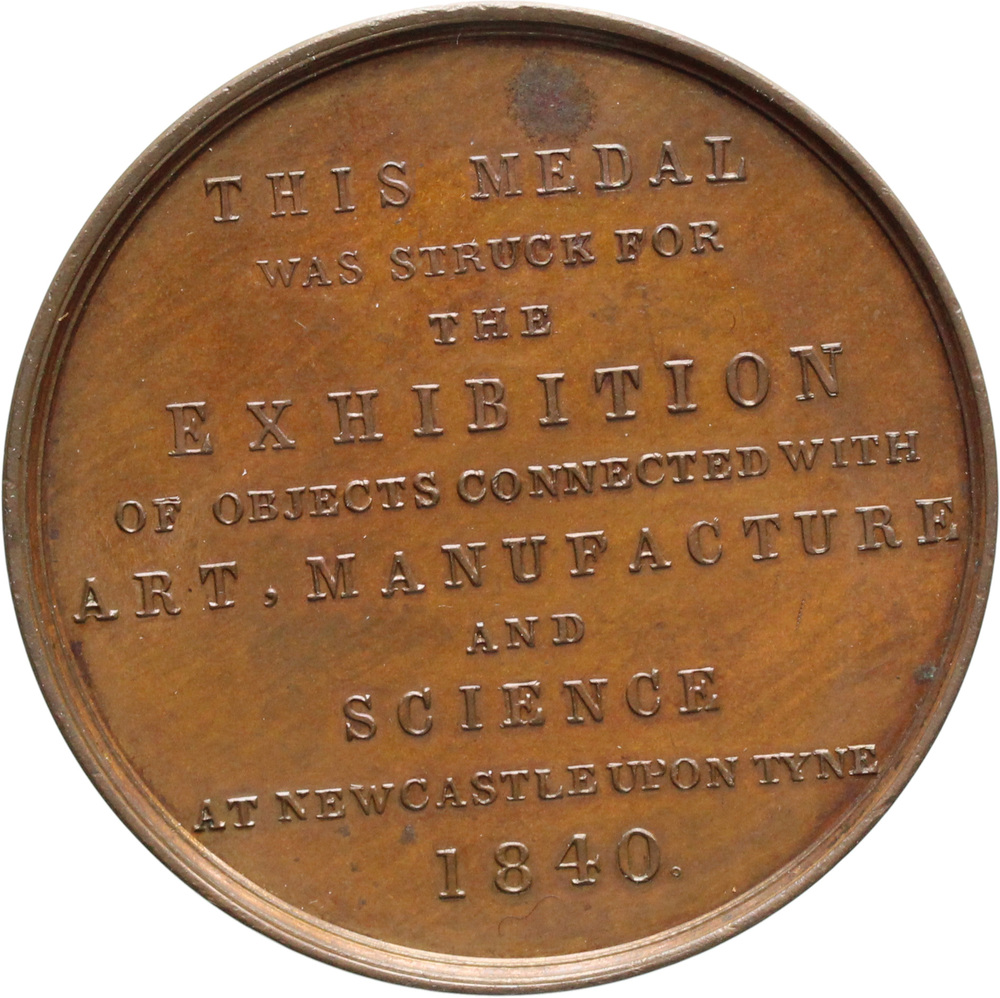 THIS MEDAL
WAS STRUCK FOR
THE
EXHIBITION
OF OBJECTS CONNECTED WITH
ART, MANUFACTURE
AND
SCIENCE
AT NEWCASTLE UPON TYNE
1840.